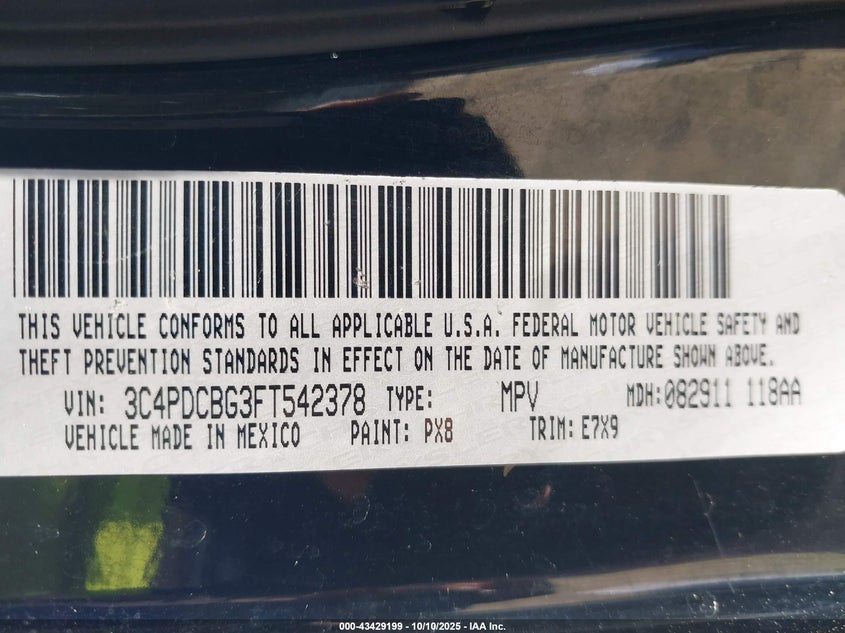 THIS VEHICLE CONFORMS TO ALL APPLICABLE U.S.A. FEDERAL MOTOR VEHICLE SAFETY AND
THEFT PREVENTION STANDARDS IN EFFECT ON THE DATE OF MANUFACTURE SHOWN ABOVE.
VIN: 3C4PDCBG3FT542378 TYPE: MPV MDH: 082911 118AA
VEHICLE MADE IN MEXICO PAINT: PX8 TRIM: E7X9
000-43429199 - 10/10/2025 - IAA Inc.